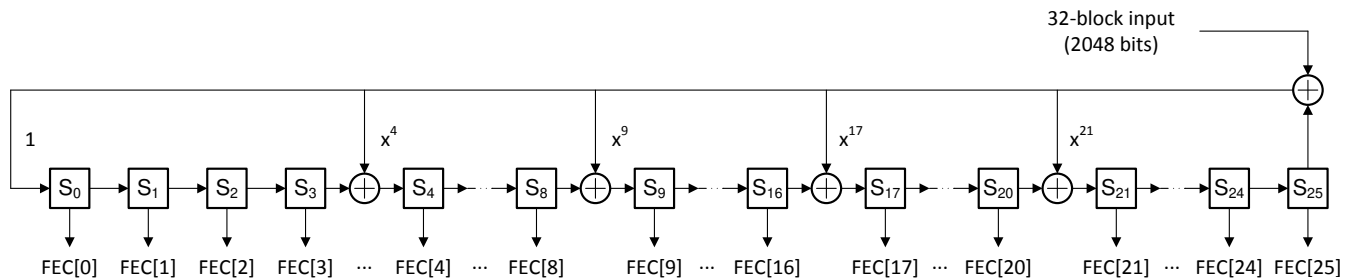 32-block input
(2048 bits)
1
x⁴
x⁹
x¹⁷
x²¹
S₀ S₁ S₂ S₃ S₄ S₈ S₉ S₁₆ S₁₇ S₂₀ S₂₁ S₂₄ S₂₅
FEC[0] FEC[1] FEC[2] FEC[3] ... FEC[4] ... FEC[8] FEC[9] ... FEC[16] FEC[17] ... FEC[20] FEC[21] ... FEC[24] FEC[25]